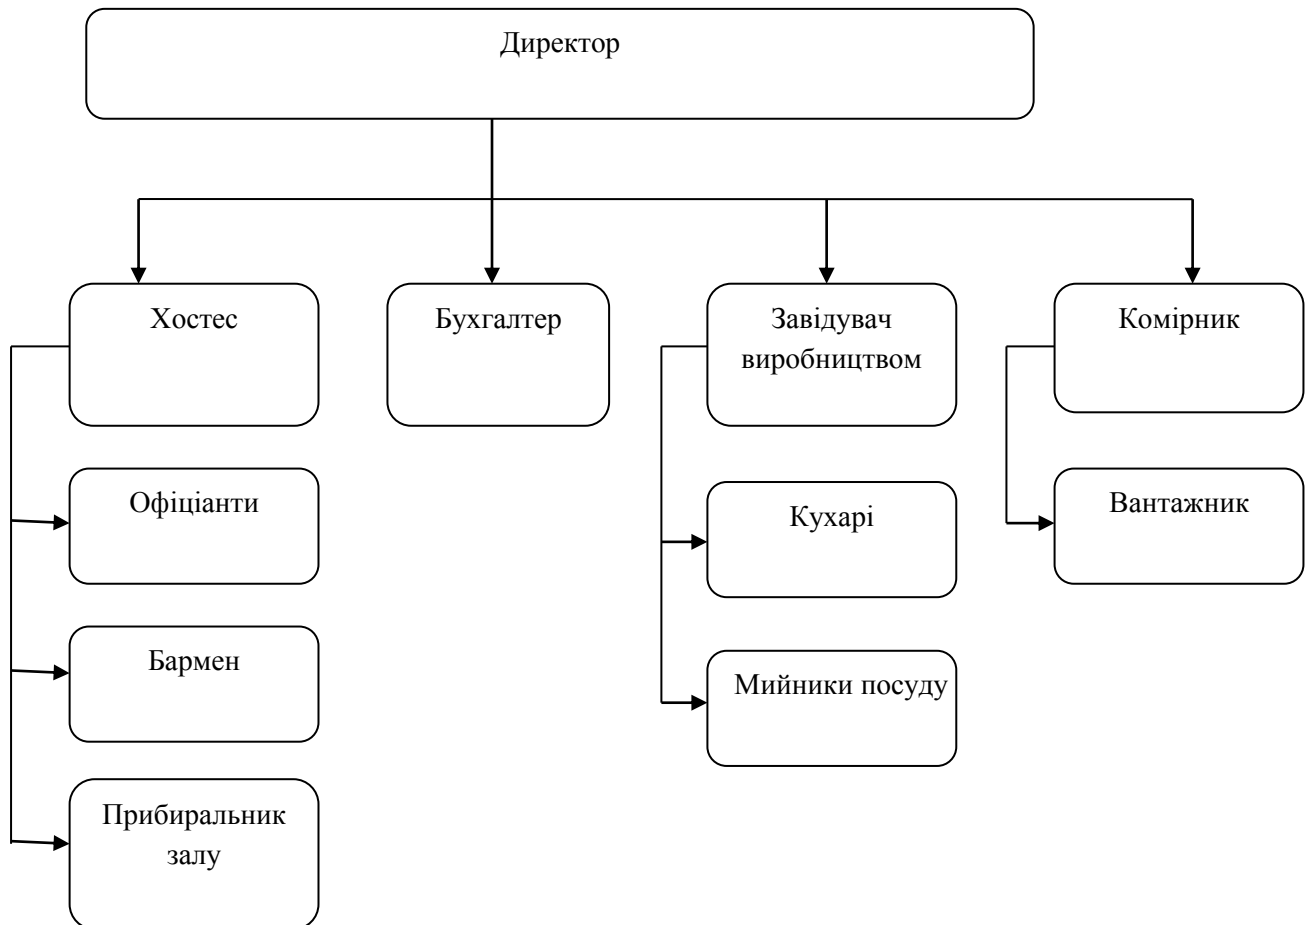 Директор
Хостес
Бухгалтер
Завідувач
виробництвом
Комірник
Офіціанти
Кухарі
Вантажник
Бармен
Мийники посуду
Прибиральник
залу